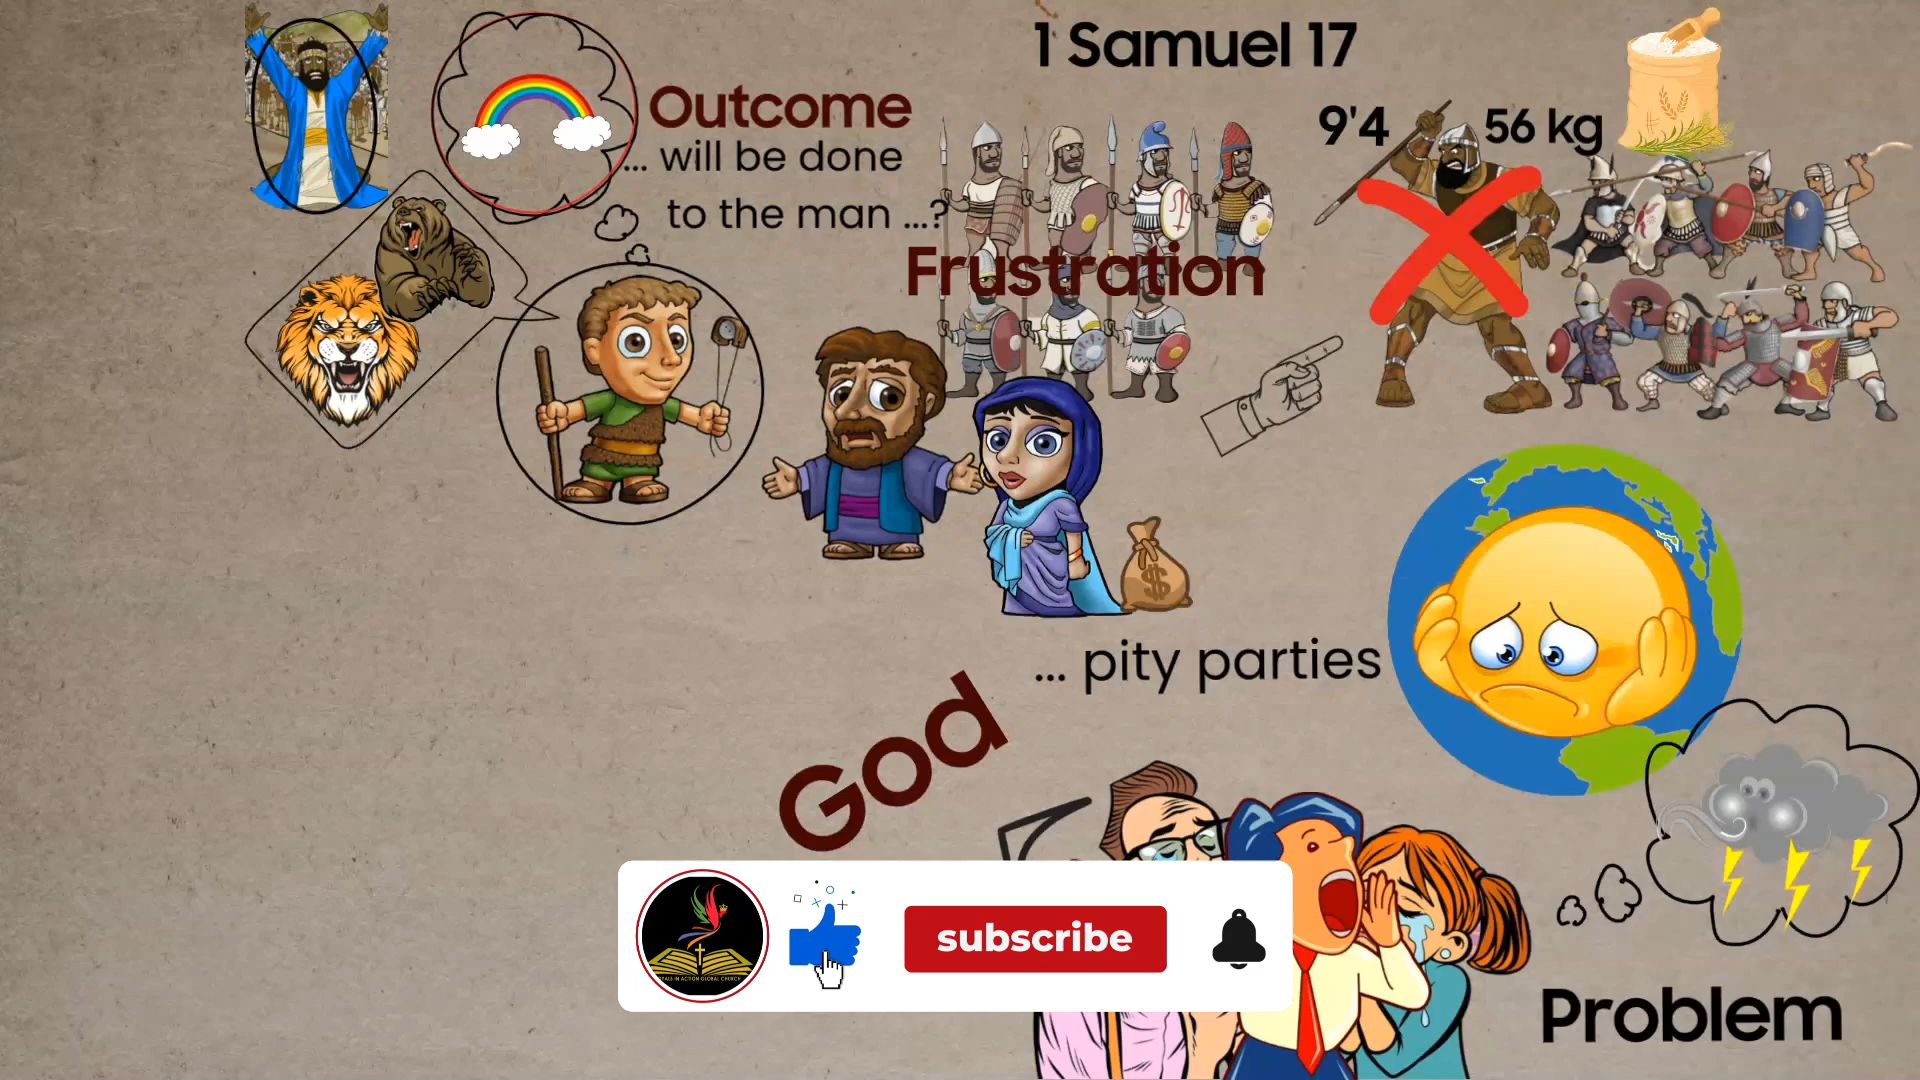 1 Samuel 17
Outcome
... will be done
to the man ...?
9'4
56 kg
Frustration
$
... pity parties
God
subscribe
Problem